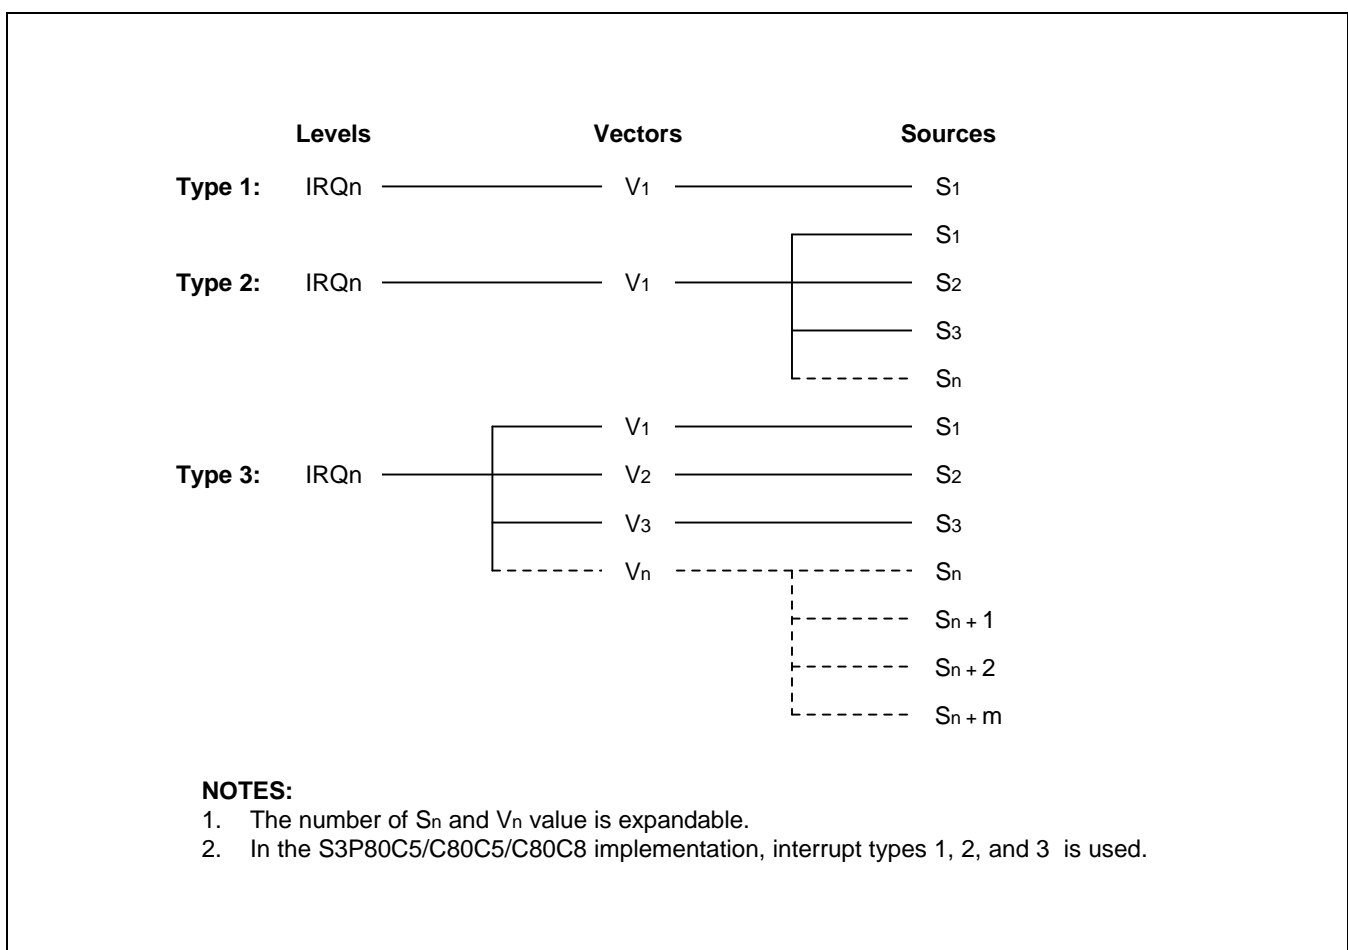 Levels Vectors Sources
Type 1: IRQn V1 S1
S1
Type 2: IRQn V1 S2
S3
Sn
V1 S1
Type 3: IRQn V2 S2
V3 S3
Vn Sn
Sn + 1
Sn + 2
Sn + m
NOTES:
1. The number of Sn and Vn value is expandable.
2. In the S3P80C5/C80C5/C80C8 implementation, interrupt types 1, 2, and 3 is used.